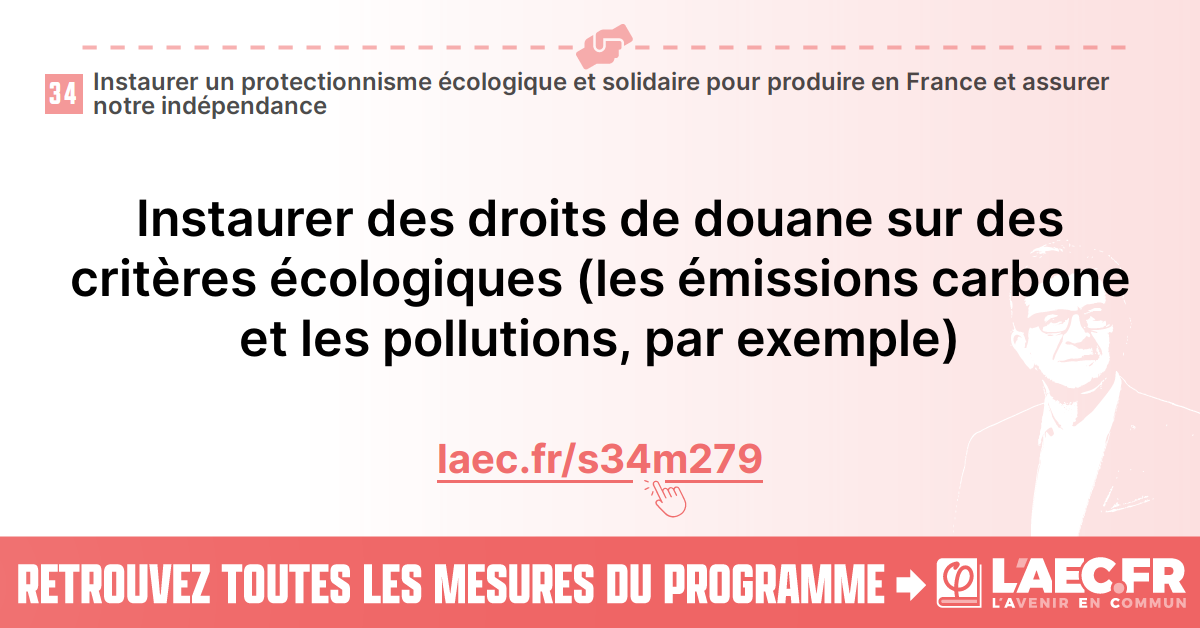 34
Instaurer un protectionnisme écologique et solidaire pour produire en France et assurer
notre indépendance
Instaurer des droits de douane sur des
critères écologiques (les émissions carbone
et les pollutions, par exemple)
laec.fr/s34m279
RETROUVEZ TOUTES LES MESURES DU PROGRAMME
φ L'AEC.FR
L'AVENIR EN COMMUN